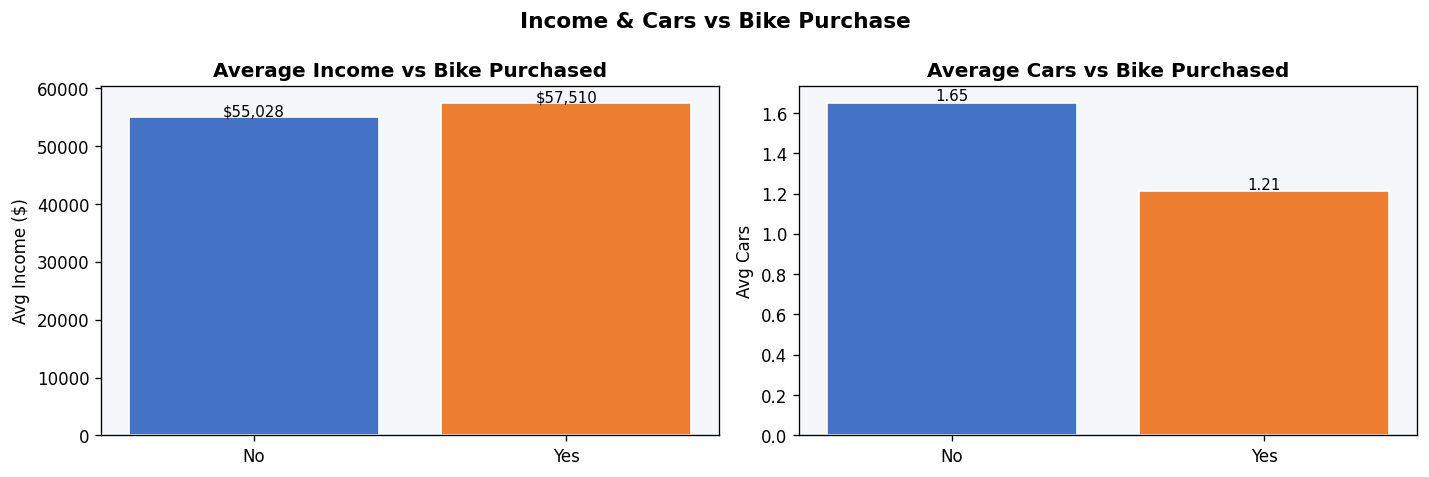 Income & Cars vs Bike Purchase
Average Income vs Bike Purchased
Avg Income ($)
60000
50000
40000
30000
20000
10000
0
$55,028
$57,510
No
Yes
Average Cars vs Bike Purchased
Avg Cars
1.6
1.4
1.2
1.0
0.8
0.6
0.4
0.2
0.0
1.65
1.21
No
Yes